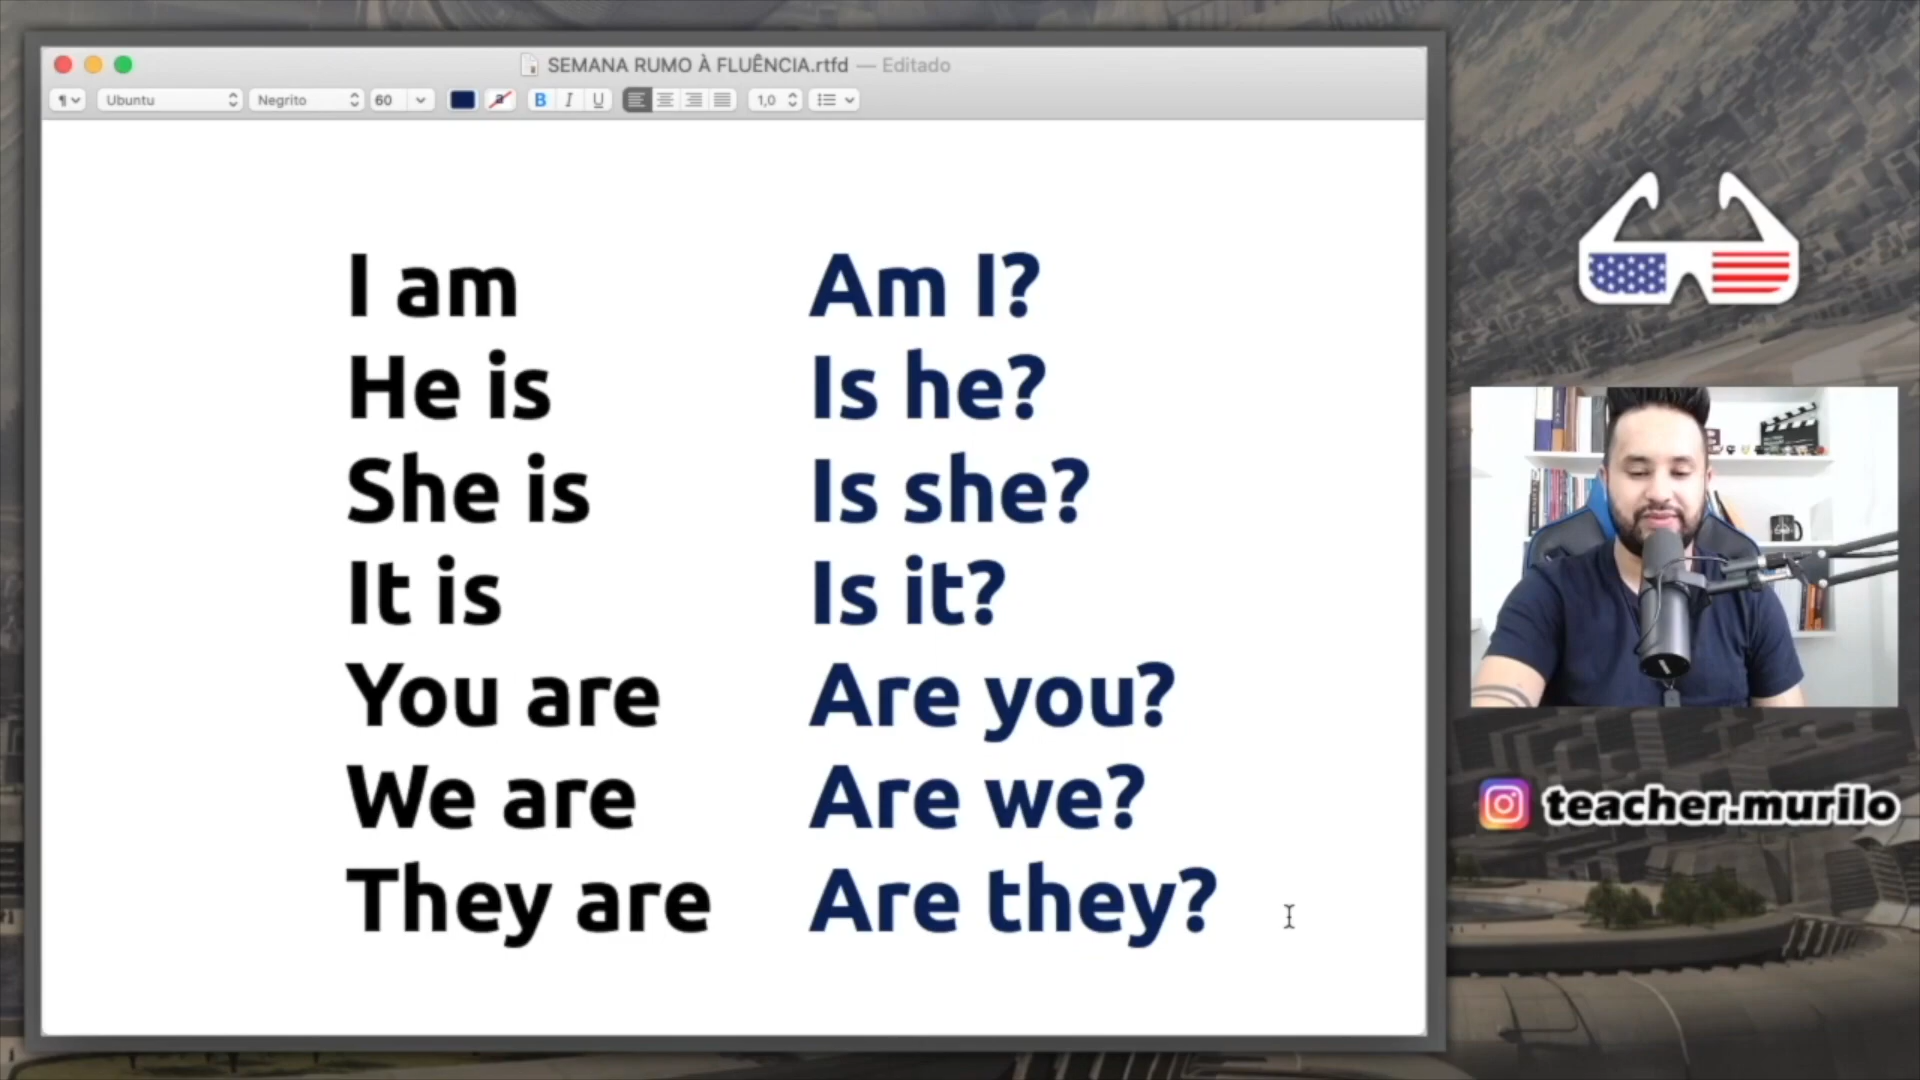 SEMANA RUMO À FLUÊNCIA.rtfd — Editado
Ubuntu Negrito 60 B I U 1,0
I am Am I?
He is Is he?
She is Is she?
It is Is it?
You are Are you?
We are Are we?
They are Are they?
teacher.murilo